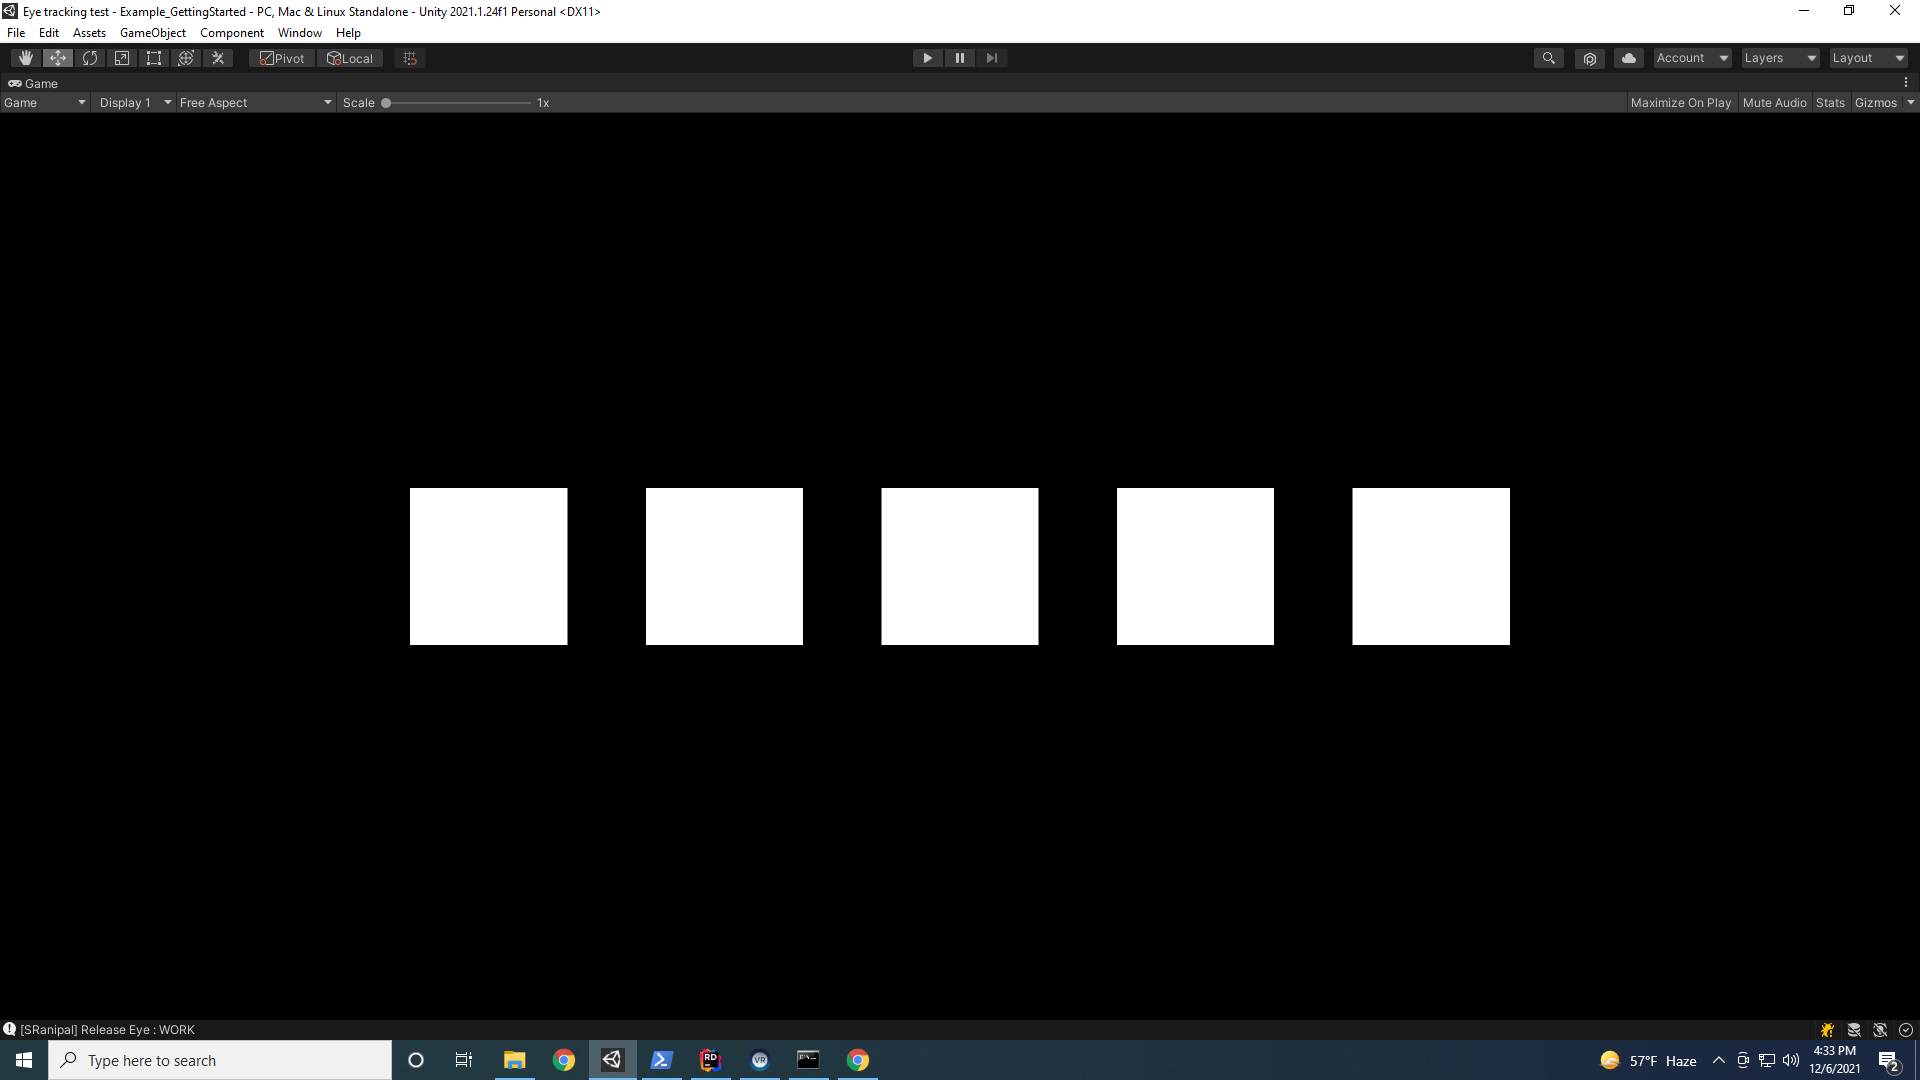 Eye tracking test - Example_GettingStarted - PC, Mac & Linux Standalone - Unity 2021.1.24f1 Personal <DX11>
File Edit Assets GameObject Component Window Help
Pivot Local Account Layers Layout
Game
Game Display 1 Free Aspect Scale 1x Maximize On Play Mute Audio Stats Gizmos
[SRanipal] Release Eye : WORK
Type here to search RD VR C:\. 57°F Haze 4:33 PM
12/6/2021 2